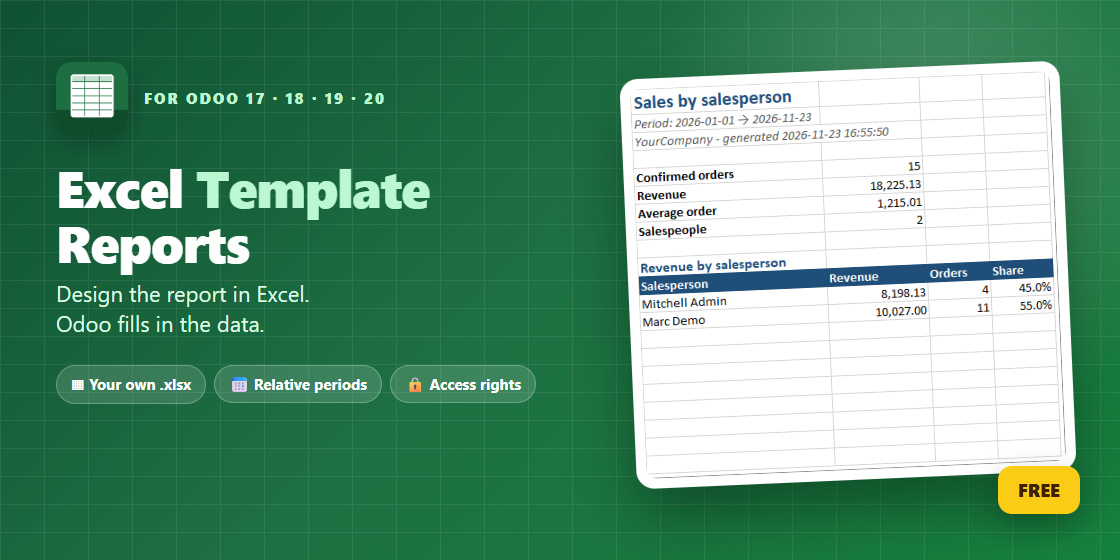 FOR ODOO 17 · 18 · 19 · 20
Excel Template
Reports
Design the report in Excel.
Odoo fills in the data.
Your own .xlsx
Relative periods
Access rights
Sales by salesperson
Period: 2026-01-01 → 2026-11-23
YourCompany - generated 2026-11-23 16:55:50
Confirmed orders 15
Revenue 18,225.13
Average order 1,215.01
Salespeople 2
Revenue by salesperson
Salesperson Revenue Orders Share
Mitchell Admin 8,198.13 4 45.0%
Marc Demo 10,027.00 11 55.0%
FREE